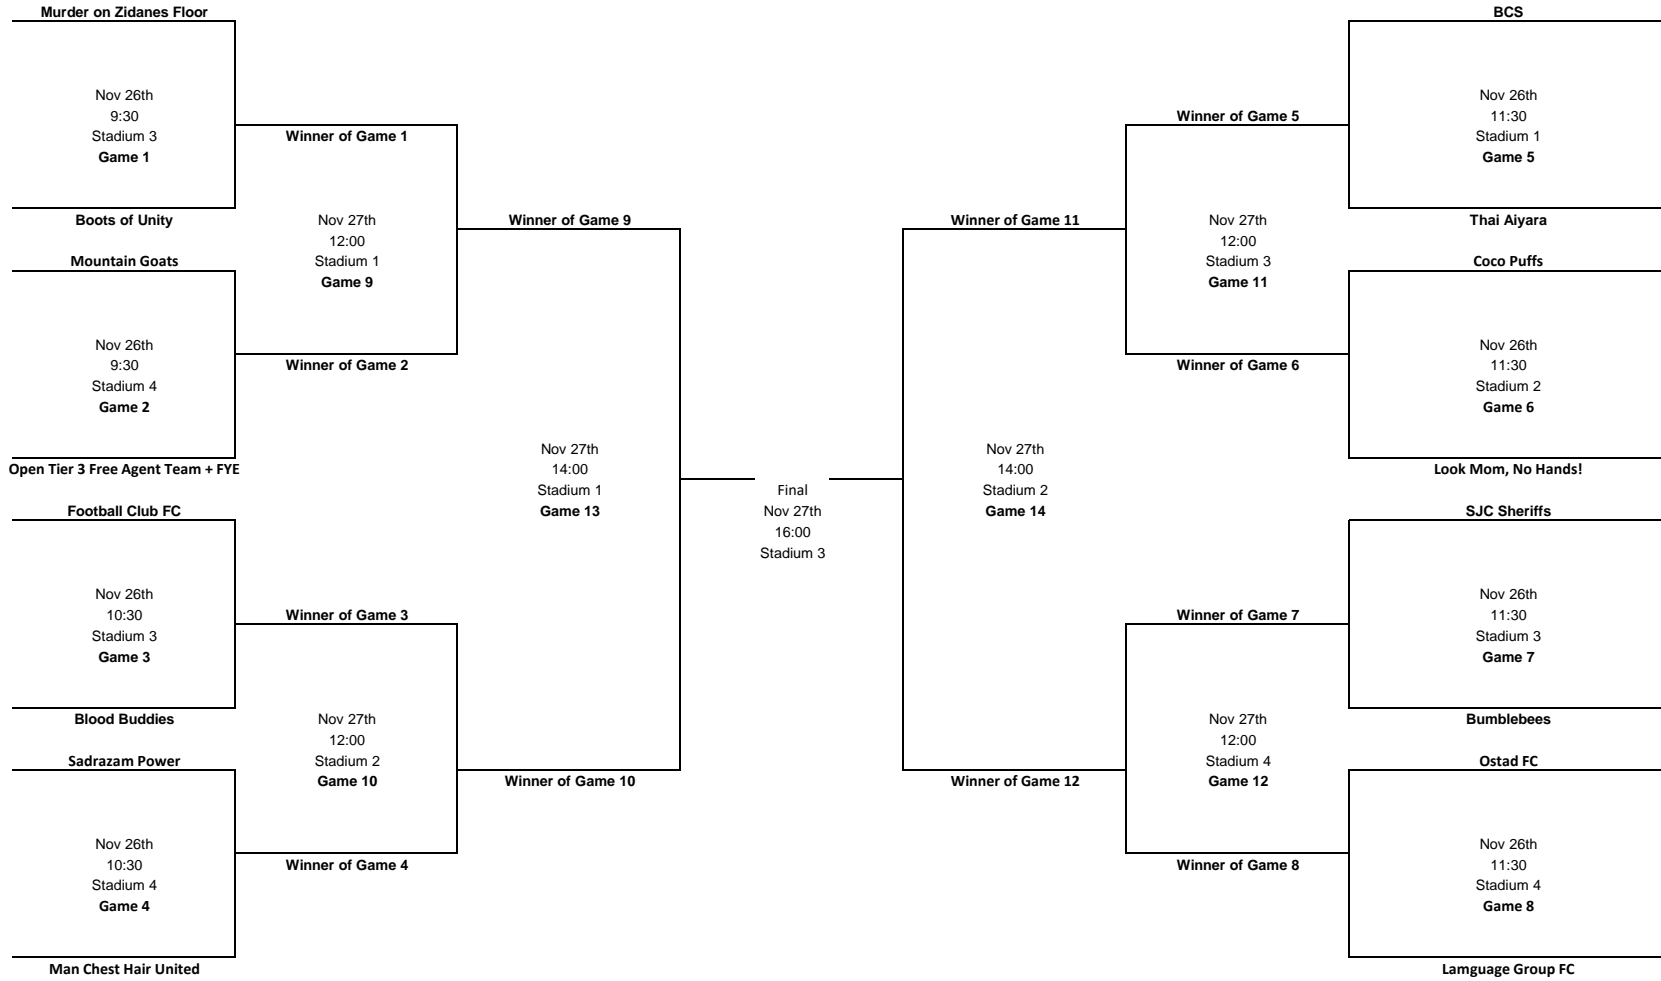 Murder on Zidanes Floor
Nov 26th
9:30
Stadium 3
Game 1
Boots of Unity
Mountain Goats
Nov 26th
9:30
Stadium 4
Game 2
Open Tier 3 Free Agent Team + FYE
Football Club FC
Nov 26th
10:30
Stadium 3
Game 3
Blood Buddies
Sadrazam Power
Nov 26th
10:30
Stadium 4
Game 4
Man Chest Hair United
Winner of Game 1
Nov 27th
12:00
Stadium 1
Game 9
Winner of Game 2
Winner of Game 3
Nov 27th
12:00
Stadium 2
Game 10
Winner of Game 4
Winner of Game 9
Nov 27th
14:00
Stadium 1
Game 13
Winner of Game 10
Final
Nov 27th
16:00
Stadium 3
Winner of Game 11
Nov 27th
14:00
Stadium 2
Game 14
Winner of Game 12
Winner of Game 5
Nov 27th
12:00
Stadium 3
Game 11
Winner of Game 6
Winner of Game 7
Nov 27th
12:00
Stadium 4
Game 12
Winner of Game 8
BCS
Nov 26th
11:30
Stadium 1
Game 5
Thai Aiyara
Coco Puffs
Nov 26th
11:30
Stadium 2
Game 6
Look Mom, No Hands!
SJC Sheriffs
Nov 26th
11:30
Stadium 3
Game 7
Bumblebees
Ostad FC
Nov 26th
11:30
Stadium 4
Game 8
Lamguage Group FC